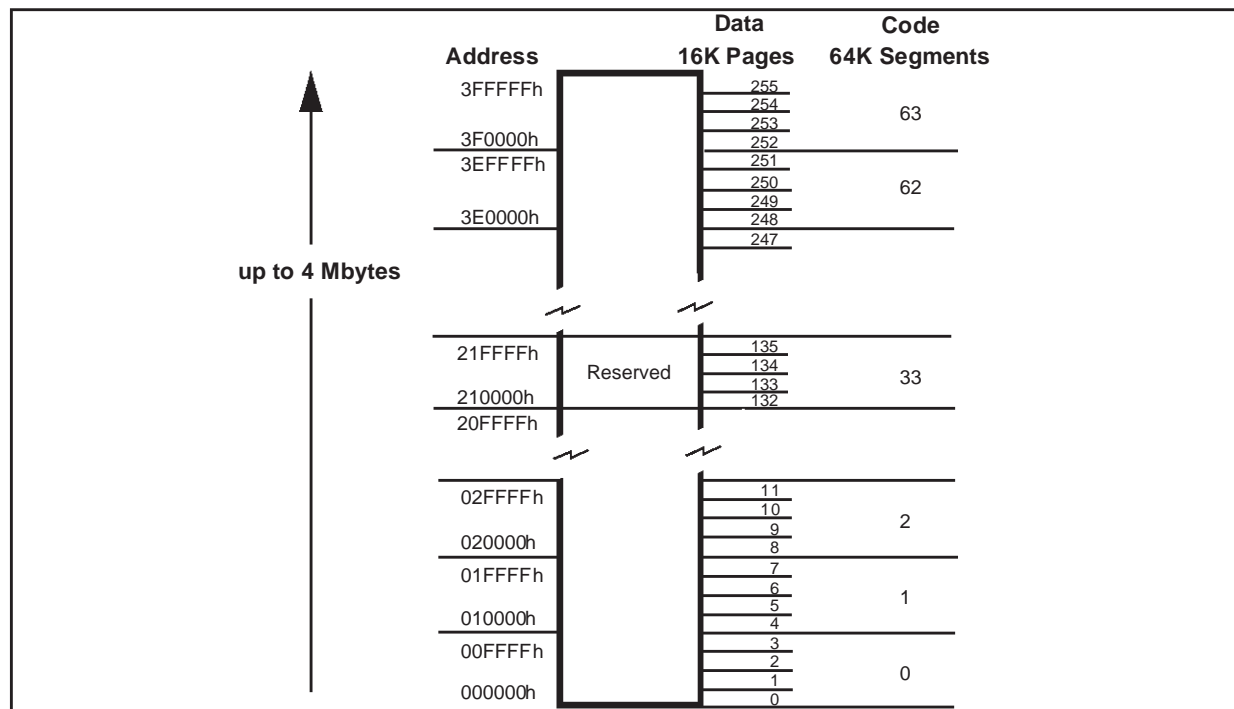 Data Code
Address 16K Pages 64K Segments
3FFFFFh 255
254
63
253
3F0000h 252
3EFFFFh 251
250
62
249
3E0000h 248
247
up to 4 Mbytes
21FFFFh 135
Reserved 134 33
133
210000h 132
20FFFFh
02FFFFh 11
10
2
9
020000h 8
01FFFFh 7
6
1
5
010000h 4
00FFFFh 3
2
0
1
000000h 0